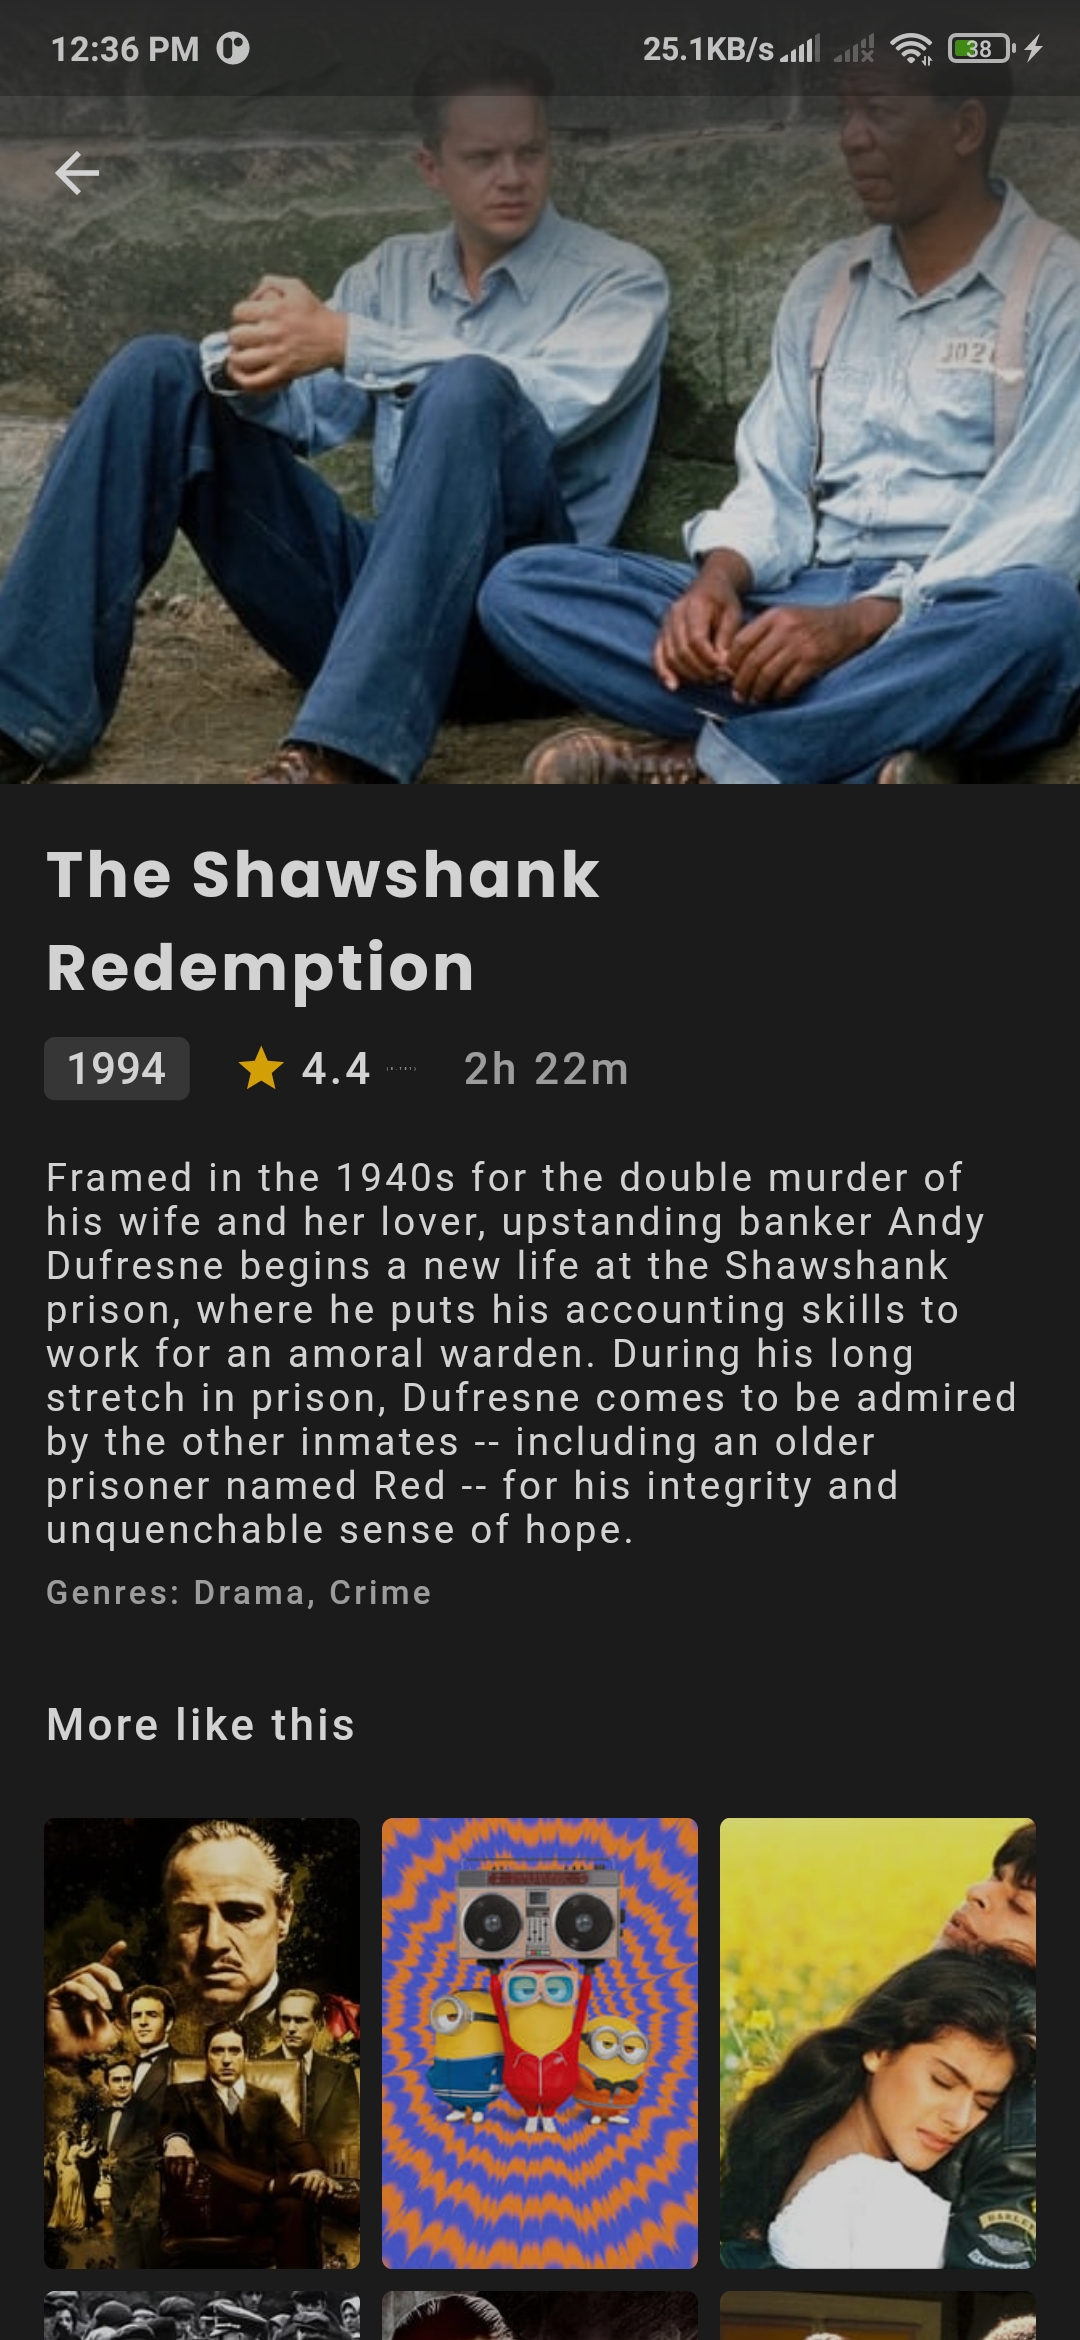 12:36 PM
25.1KB/s
38
The Shawshank
Redemption
1994
4.4
2h 22m
Framed in the 1940s for the double murder of
his wife and her lover, upstanding banker Andy
Dufresne begins a new life at the Shawshank
prison, where he puts his accounting skills to
work for an amoral warden. During his long
stretch in prison, Dufresne comes to be admired
by the other inmates -- including an older
prisoner named Red -- for his integrity and
unquenchable sense of hope.
Genres: Drama, Crime
More like this